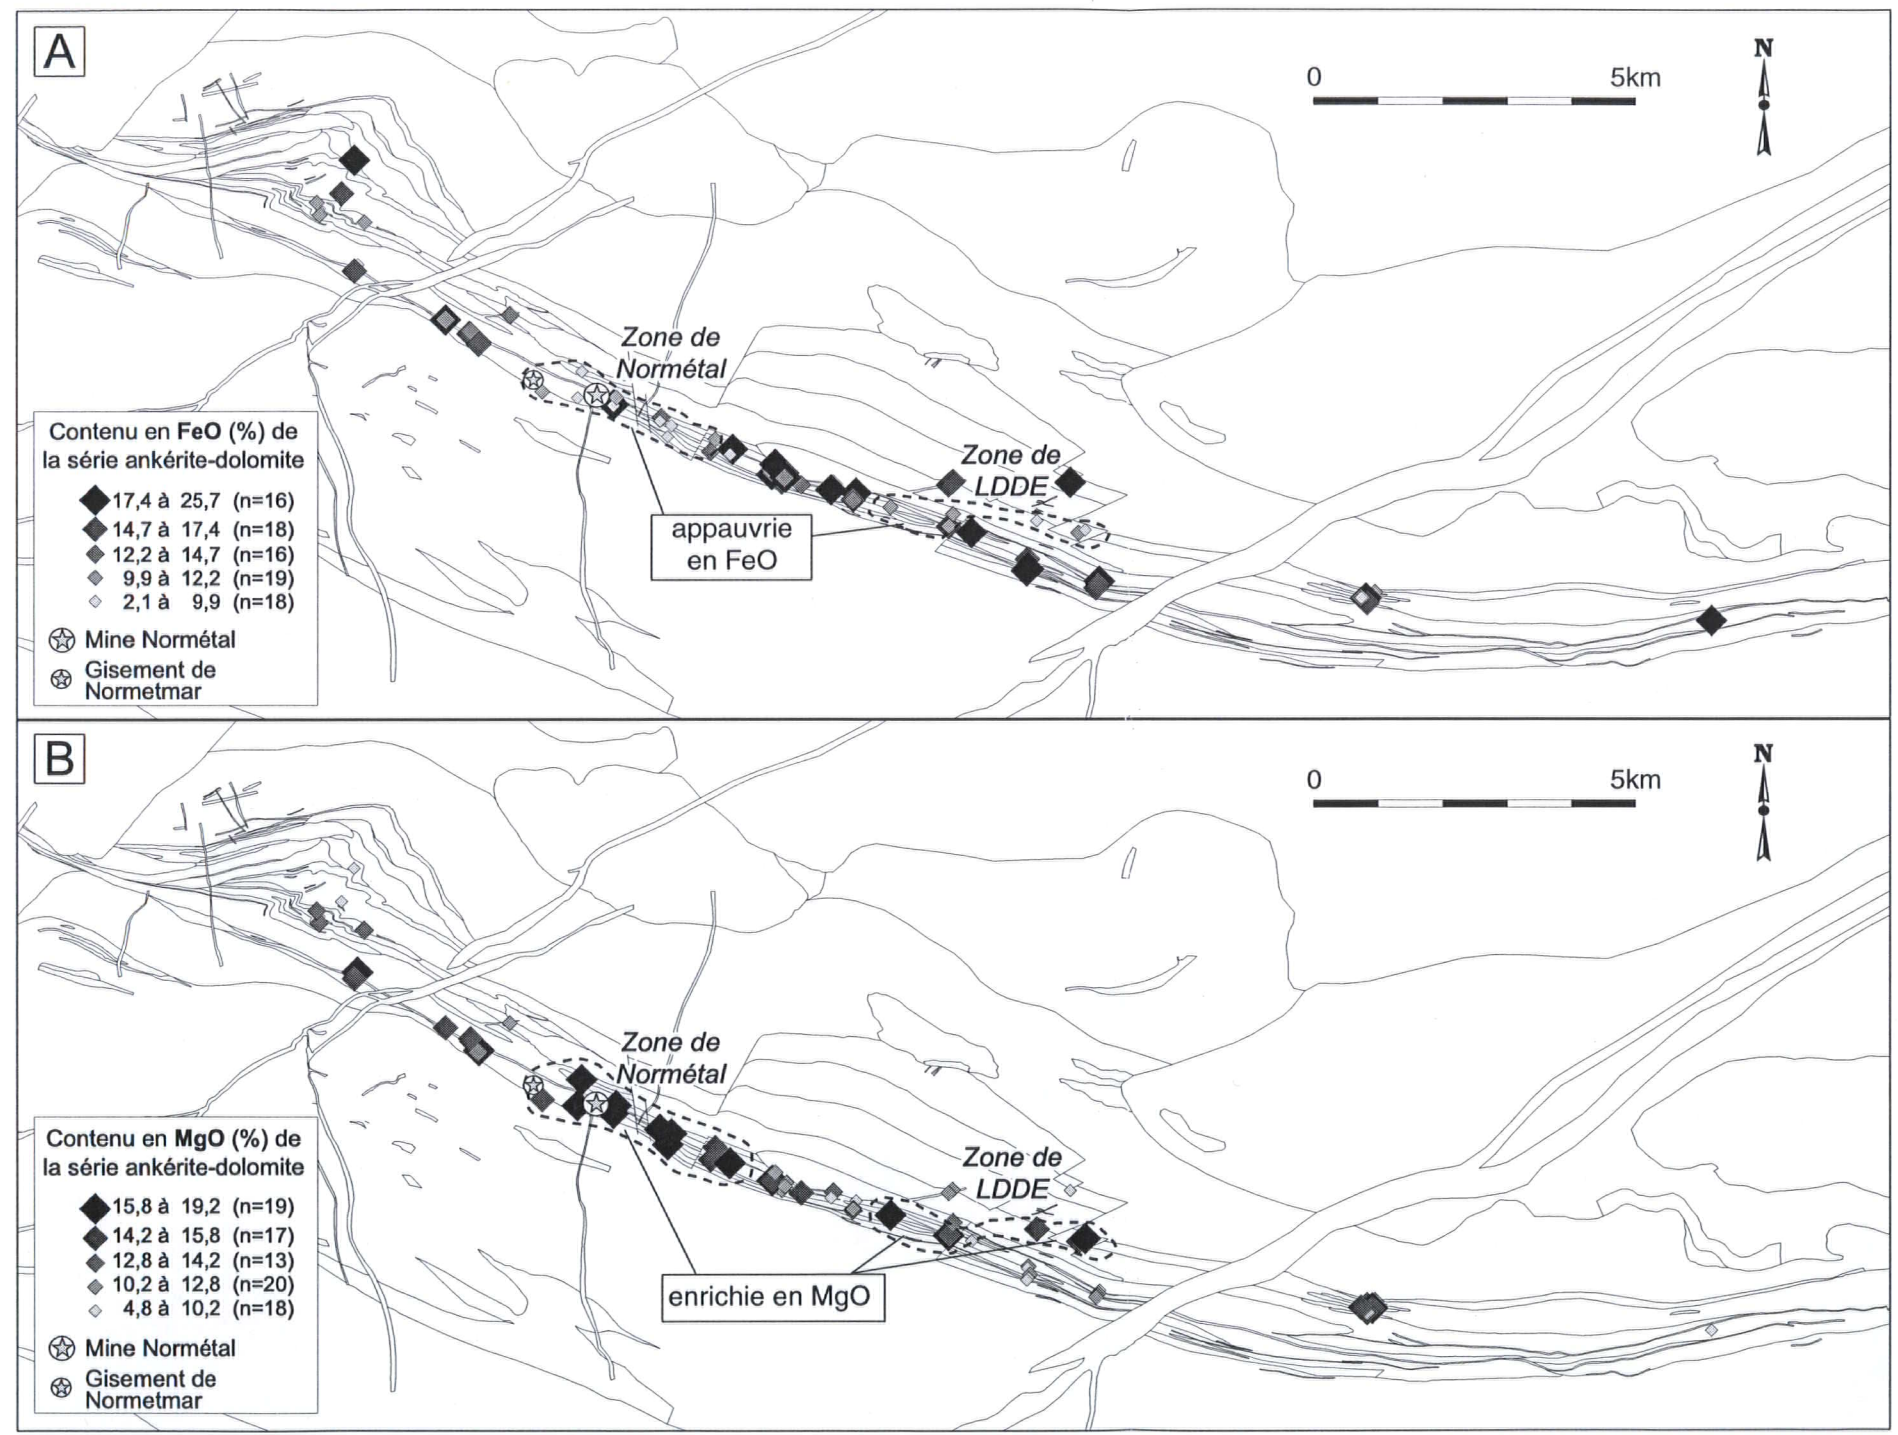 A
0 5km
N
Zone de
Normétal
Zone de
LDDE
appauvrie
en FeO
Contenu en FeO (%) de
la série ankérite-dolomite
17,4 à 25,7 (n=16)
14,7 à 17,4 (n=18)
12,2 à 14,7 (n=16)
9,9 à 12,2 (n=19)
2,1 à 9,9 (n=18)
Mine Normétal
Gisement de
Normetmar
B
0 5km
N
Zone de
Normétal
Zone de
LDDE
enrichie en MgO
Contenu en MgO (%) de
la série ankérite-dolomite
15,8 à 19,2 (n=19)
14,2 à 15,8 (n=17)
12,8 à 14,2 (n=13)
10,2 à 12,8 (n=20)
4,8 à 10,2 (n=18)
Mine Normétal
Gisement de
Normetmar